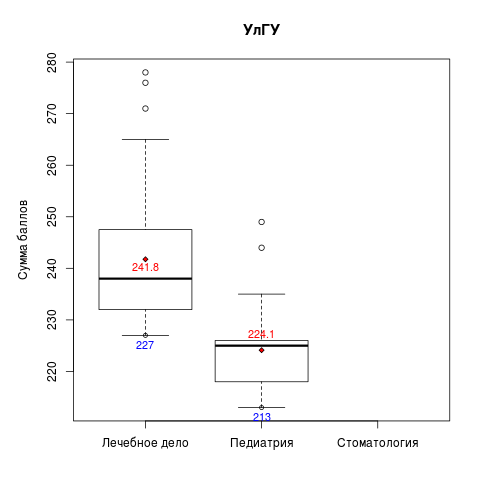 УлГУ
Сумма баллов
280
270
260
250
240
230
220
241.8
227
224.1
213
Лечебное дело
Педиатрия
Стоматология